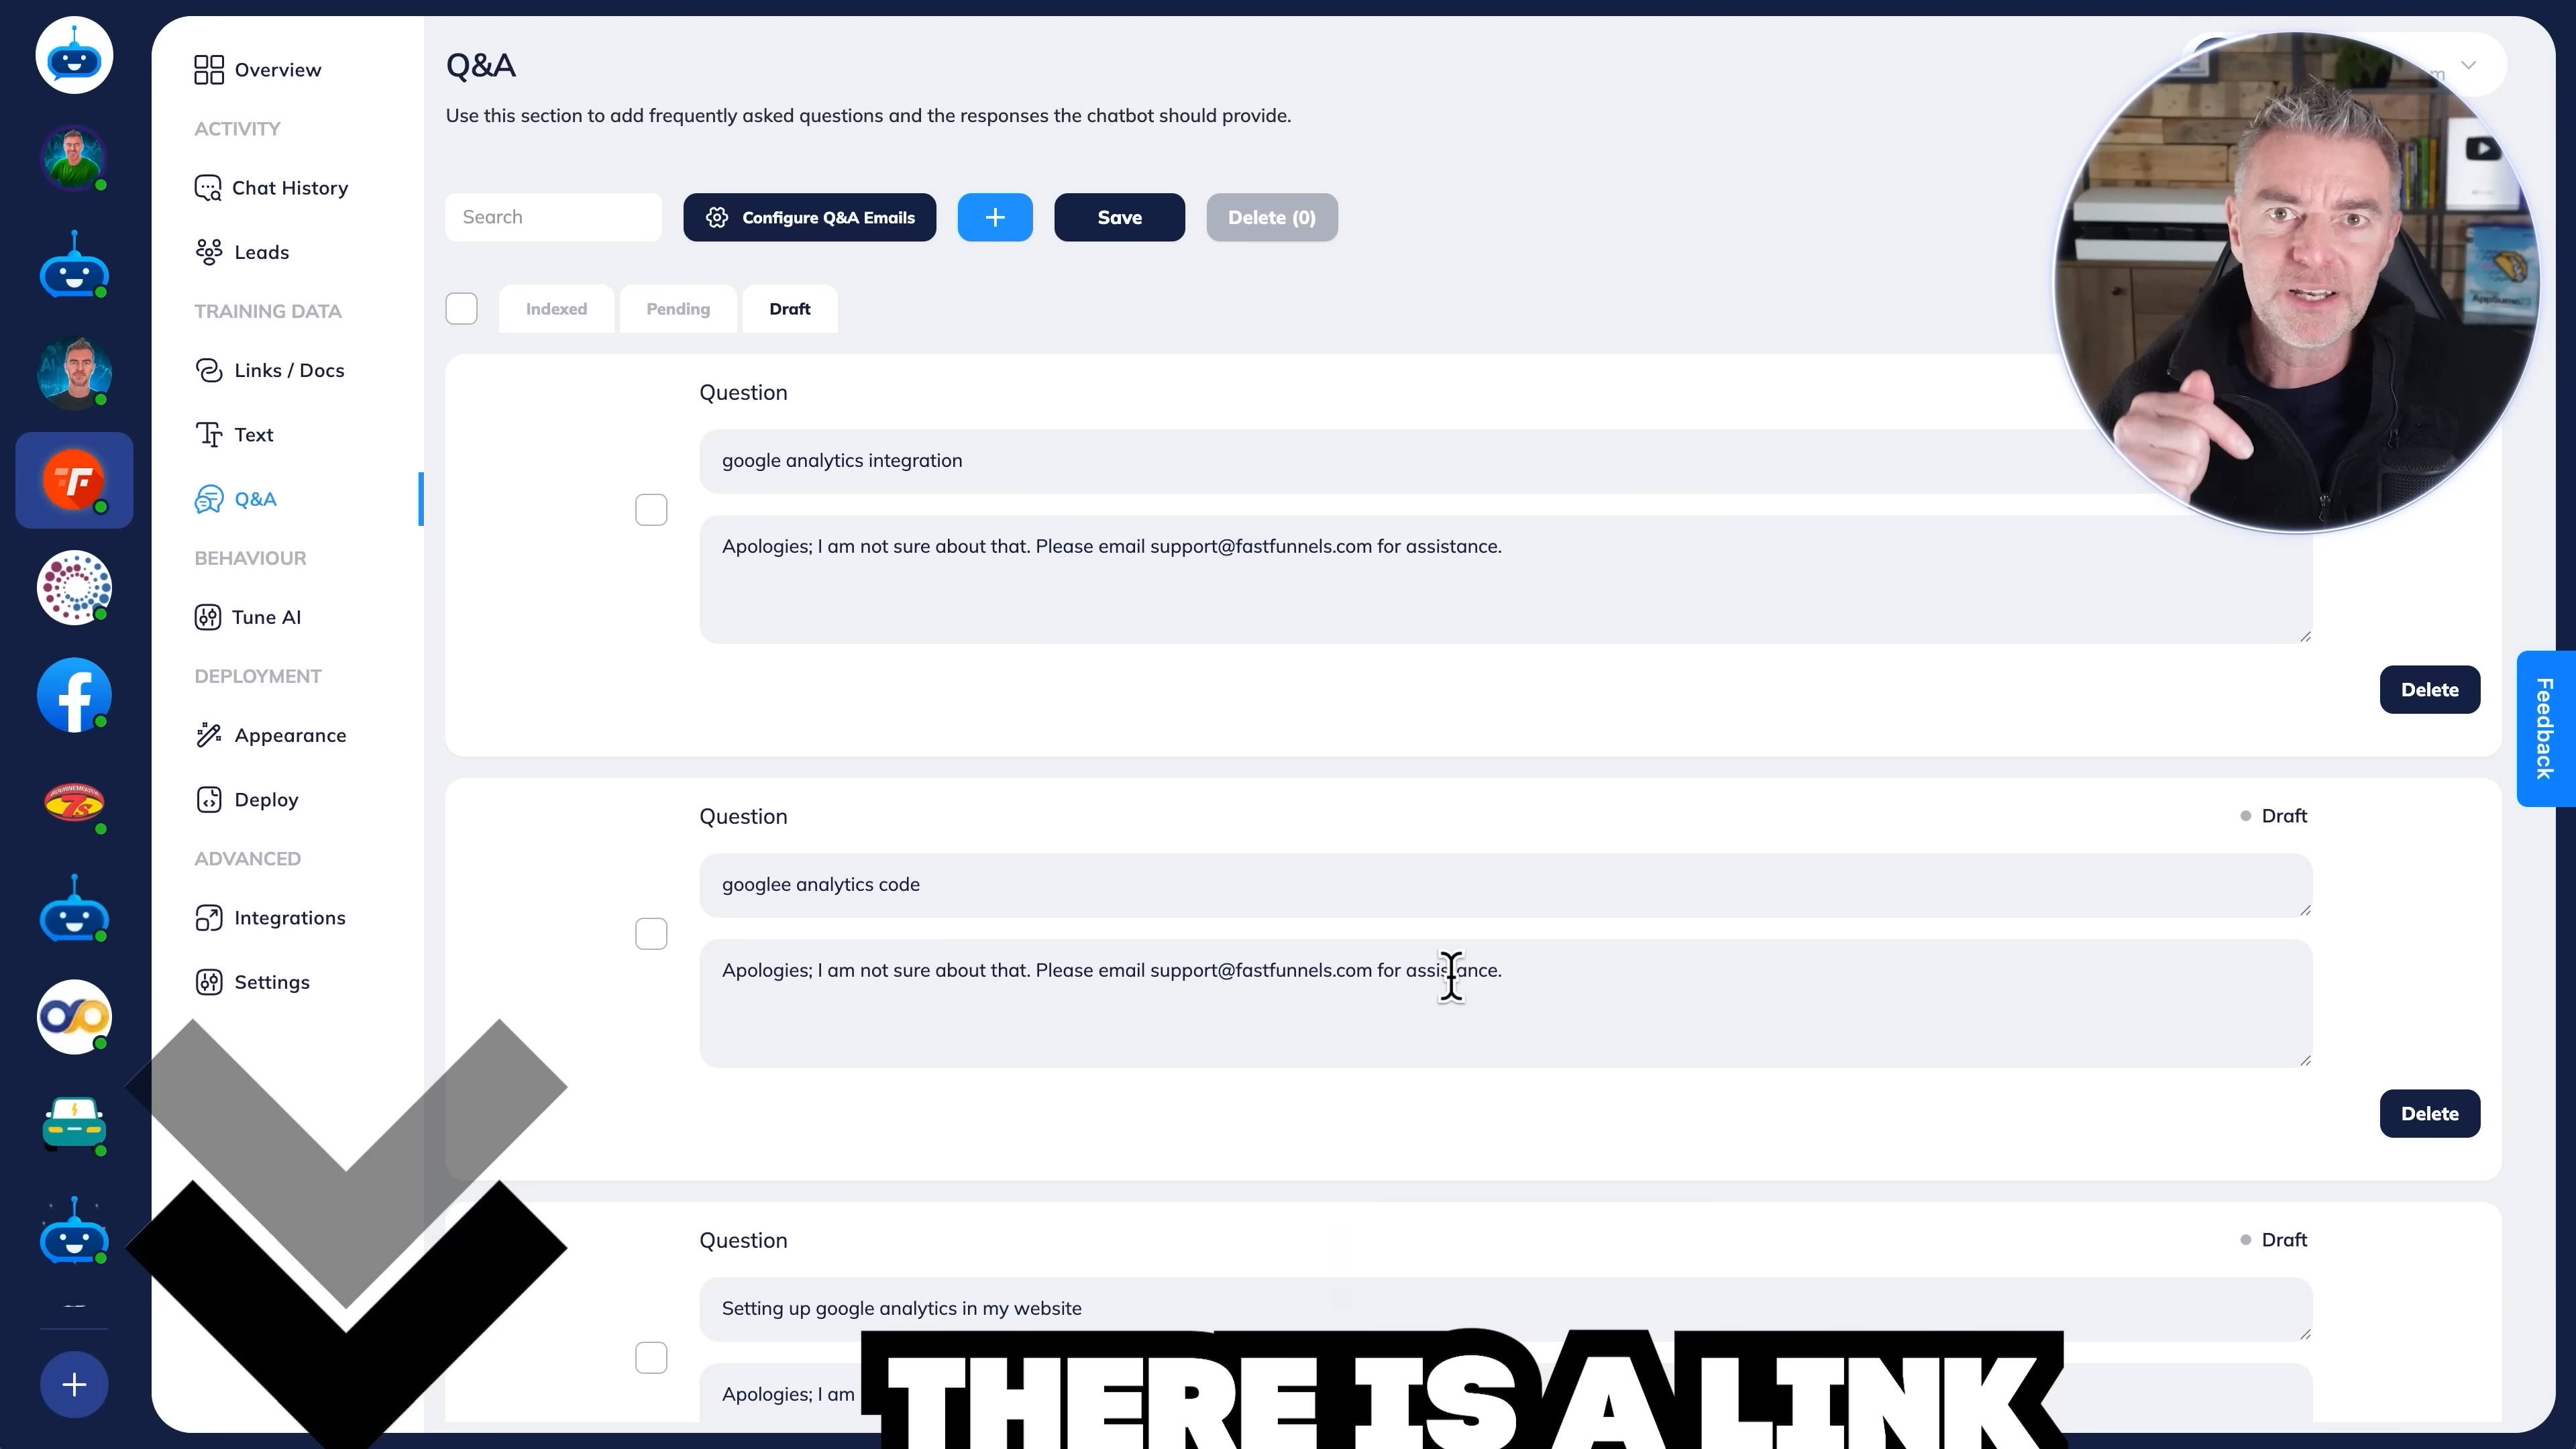 Overview
ACTIVITY
Chat History
Leads
TRAINING DATA
Links / Docs
Text
Q&A
BEHAVIOUR
Tune AI
DEPLOYMENT
Appearance
Deploy
ADVANCED
Integrations
Settings
Q&A
Use this section to add frequently asked questions and the responses the chatbot should provide.
Search
Configure Q&A Emails
+
Save
Delete (0)
Indexed
Pending
Draft
Question
google analytics integration
Apologies; I am not sure about that. Please email support@fastfunnels.com for assistance.
Delete
Question
Draft
googlee analytics code
Apologies; I am not sure about that. Please email support@fastfunnels.com for assistance.
Delete
Question
Draft
Setting up google analytics in my website
Apologies; I am
THERE IS A LINK
Feedback